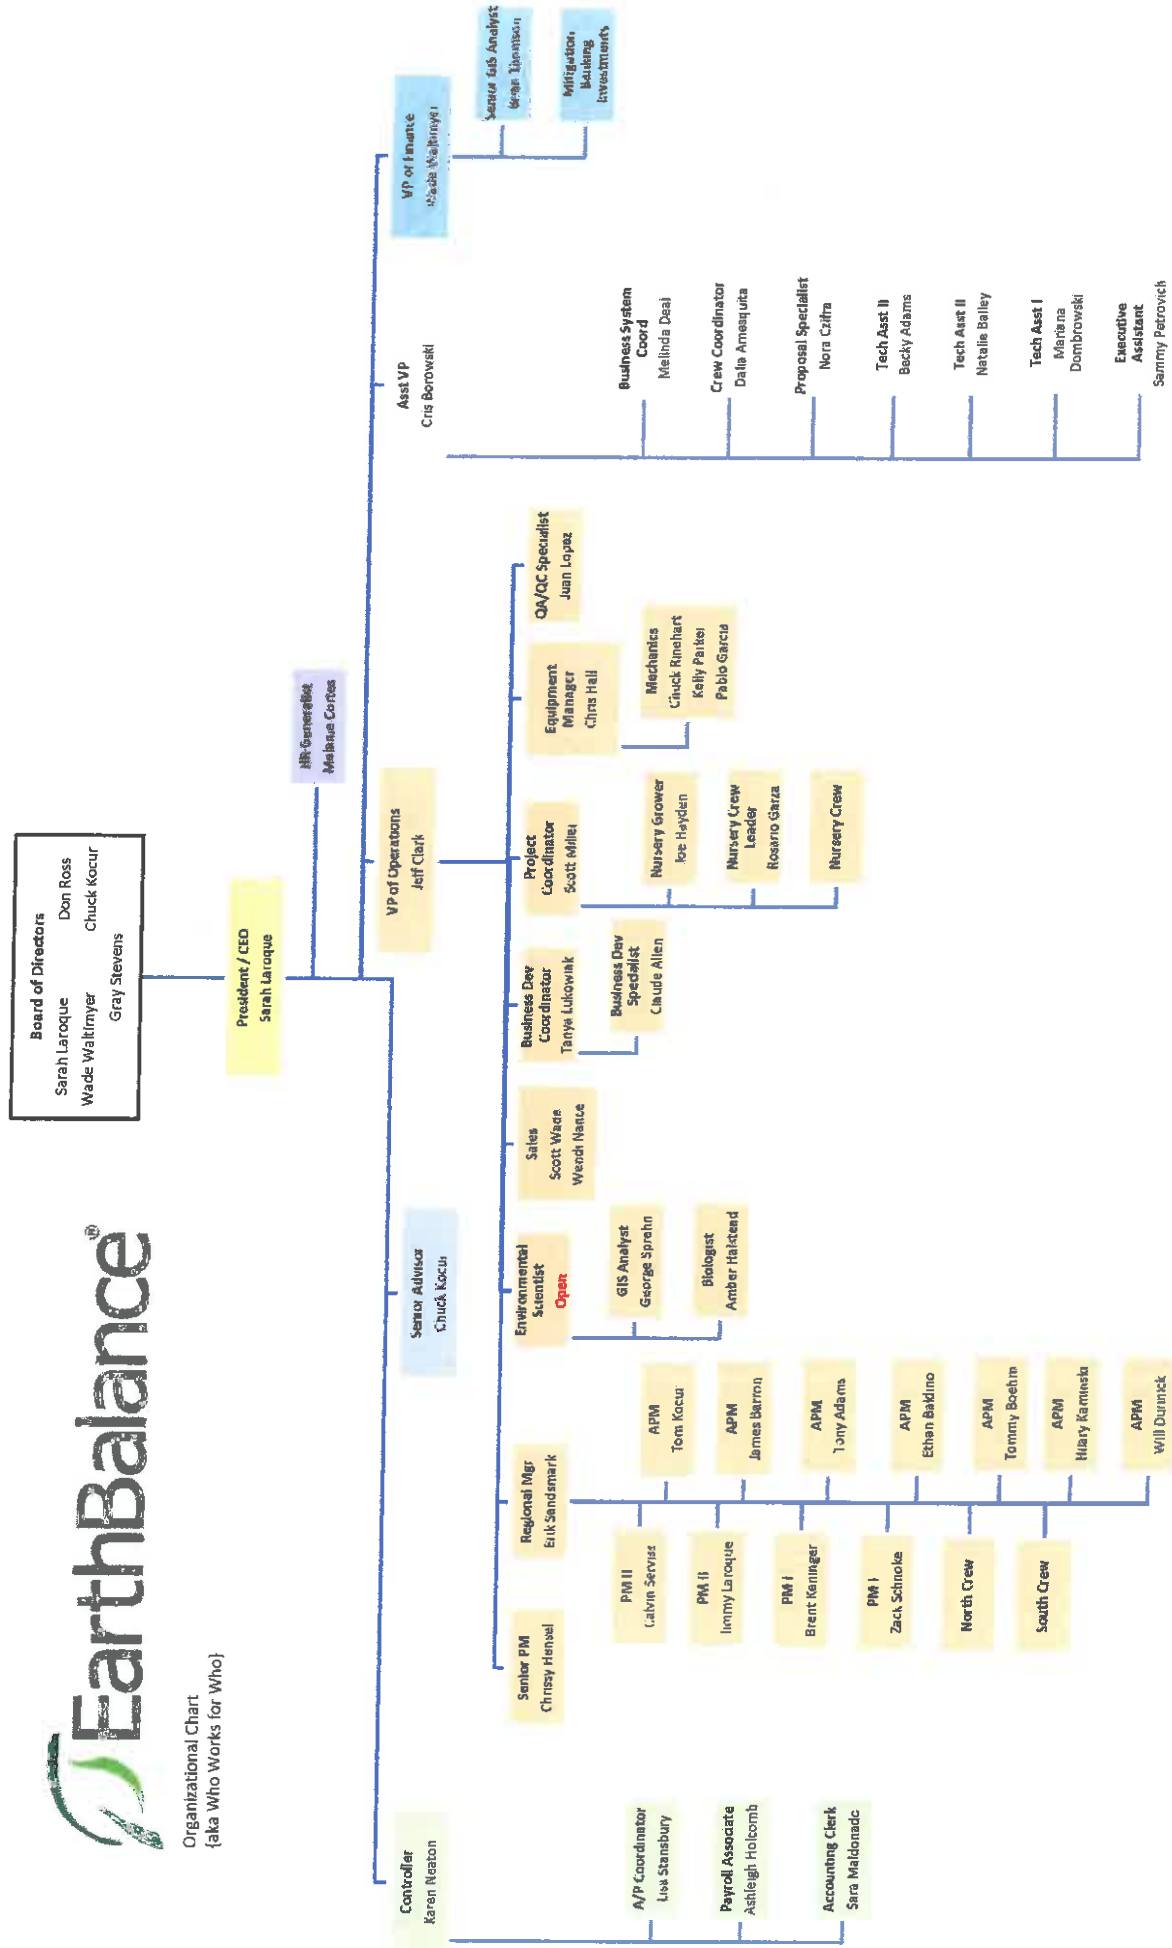 EarthBalance®
Organizational Chart
{aka Who Works for Who}
Board of Directors
Sarah Laroque Don Ross
Wade Waltimyer Chuck Kocur
Gray Stevens
President / CEO
Sarah Laroque
HR Generalist
Melanie Cortes
Controller
Karen Neaton
A/P Coordinator
Lisa Stansbury
Payroll Associate
Ashleigh Holcomb
Accounting Clerk
Sara Maldonado
Senior Advisor
Chuck Kocur
VP of Operations
Jeff Clark
Asst VP
Cris Borowski
VP of Finance
Wade Waltimyer
Senior PM
Chrissy Hensel
Regional Mgr
Erik Sandsmark
PM II
Calvin Serviss
PM II
Jimmy Laroque
PM I
Brent Keninger
PM I
Zack Schnoke
North Crew
South Crew
APM
Tom Kocur
APM
James Barron
APM
Tony Adams
APM
Ethan Baldino
APM
Tommy Boehm
APM
Hilary Kaminski
APM
Will Dunnick
Environmental
Scientist
Open
GIS Analyst
George Sprehn
Biologist
Amber Halstead
Sales
Scott Wade
Wendi Nance
Business Dev
Coordinator
Tanya Lukowiak
Business Dev
Specialist
Claude Allen
Project
Coordinator
Scott Miller
Nursery Grower
Joe Hayden
Nursery Crew
Leader
Rosario Garza
Nursery Crew
Equipment
Manager
Chris Hall
Mechanics
Chuck Rinehart
Kelly Parker
Pablo Garcia
QA/QC Specialist
Juan Lopez
Business System
Coord
Melinda Deal
Crew Coordinator
Dalia Amesquita
Proposal Specialist
Nora Czifra
Tech Asst II
Becky Adams
Tech Asst II
Natalie Bailey
Tech Asst I
Mariana
Dombrowski
Executive
Assistant
Sammy Petrovich
Senior GIS Analyst
Mitigation
Banking
Investments